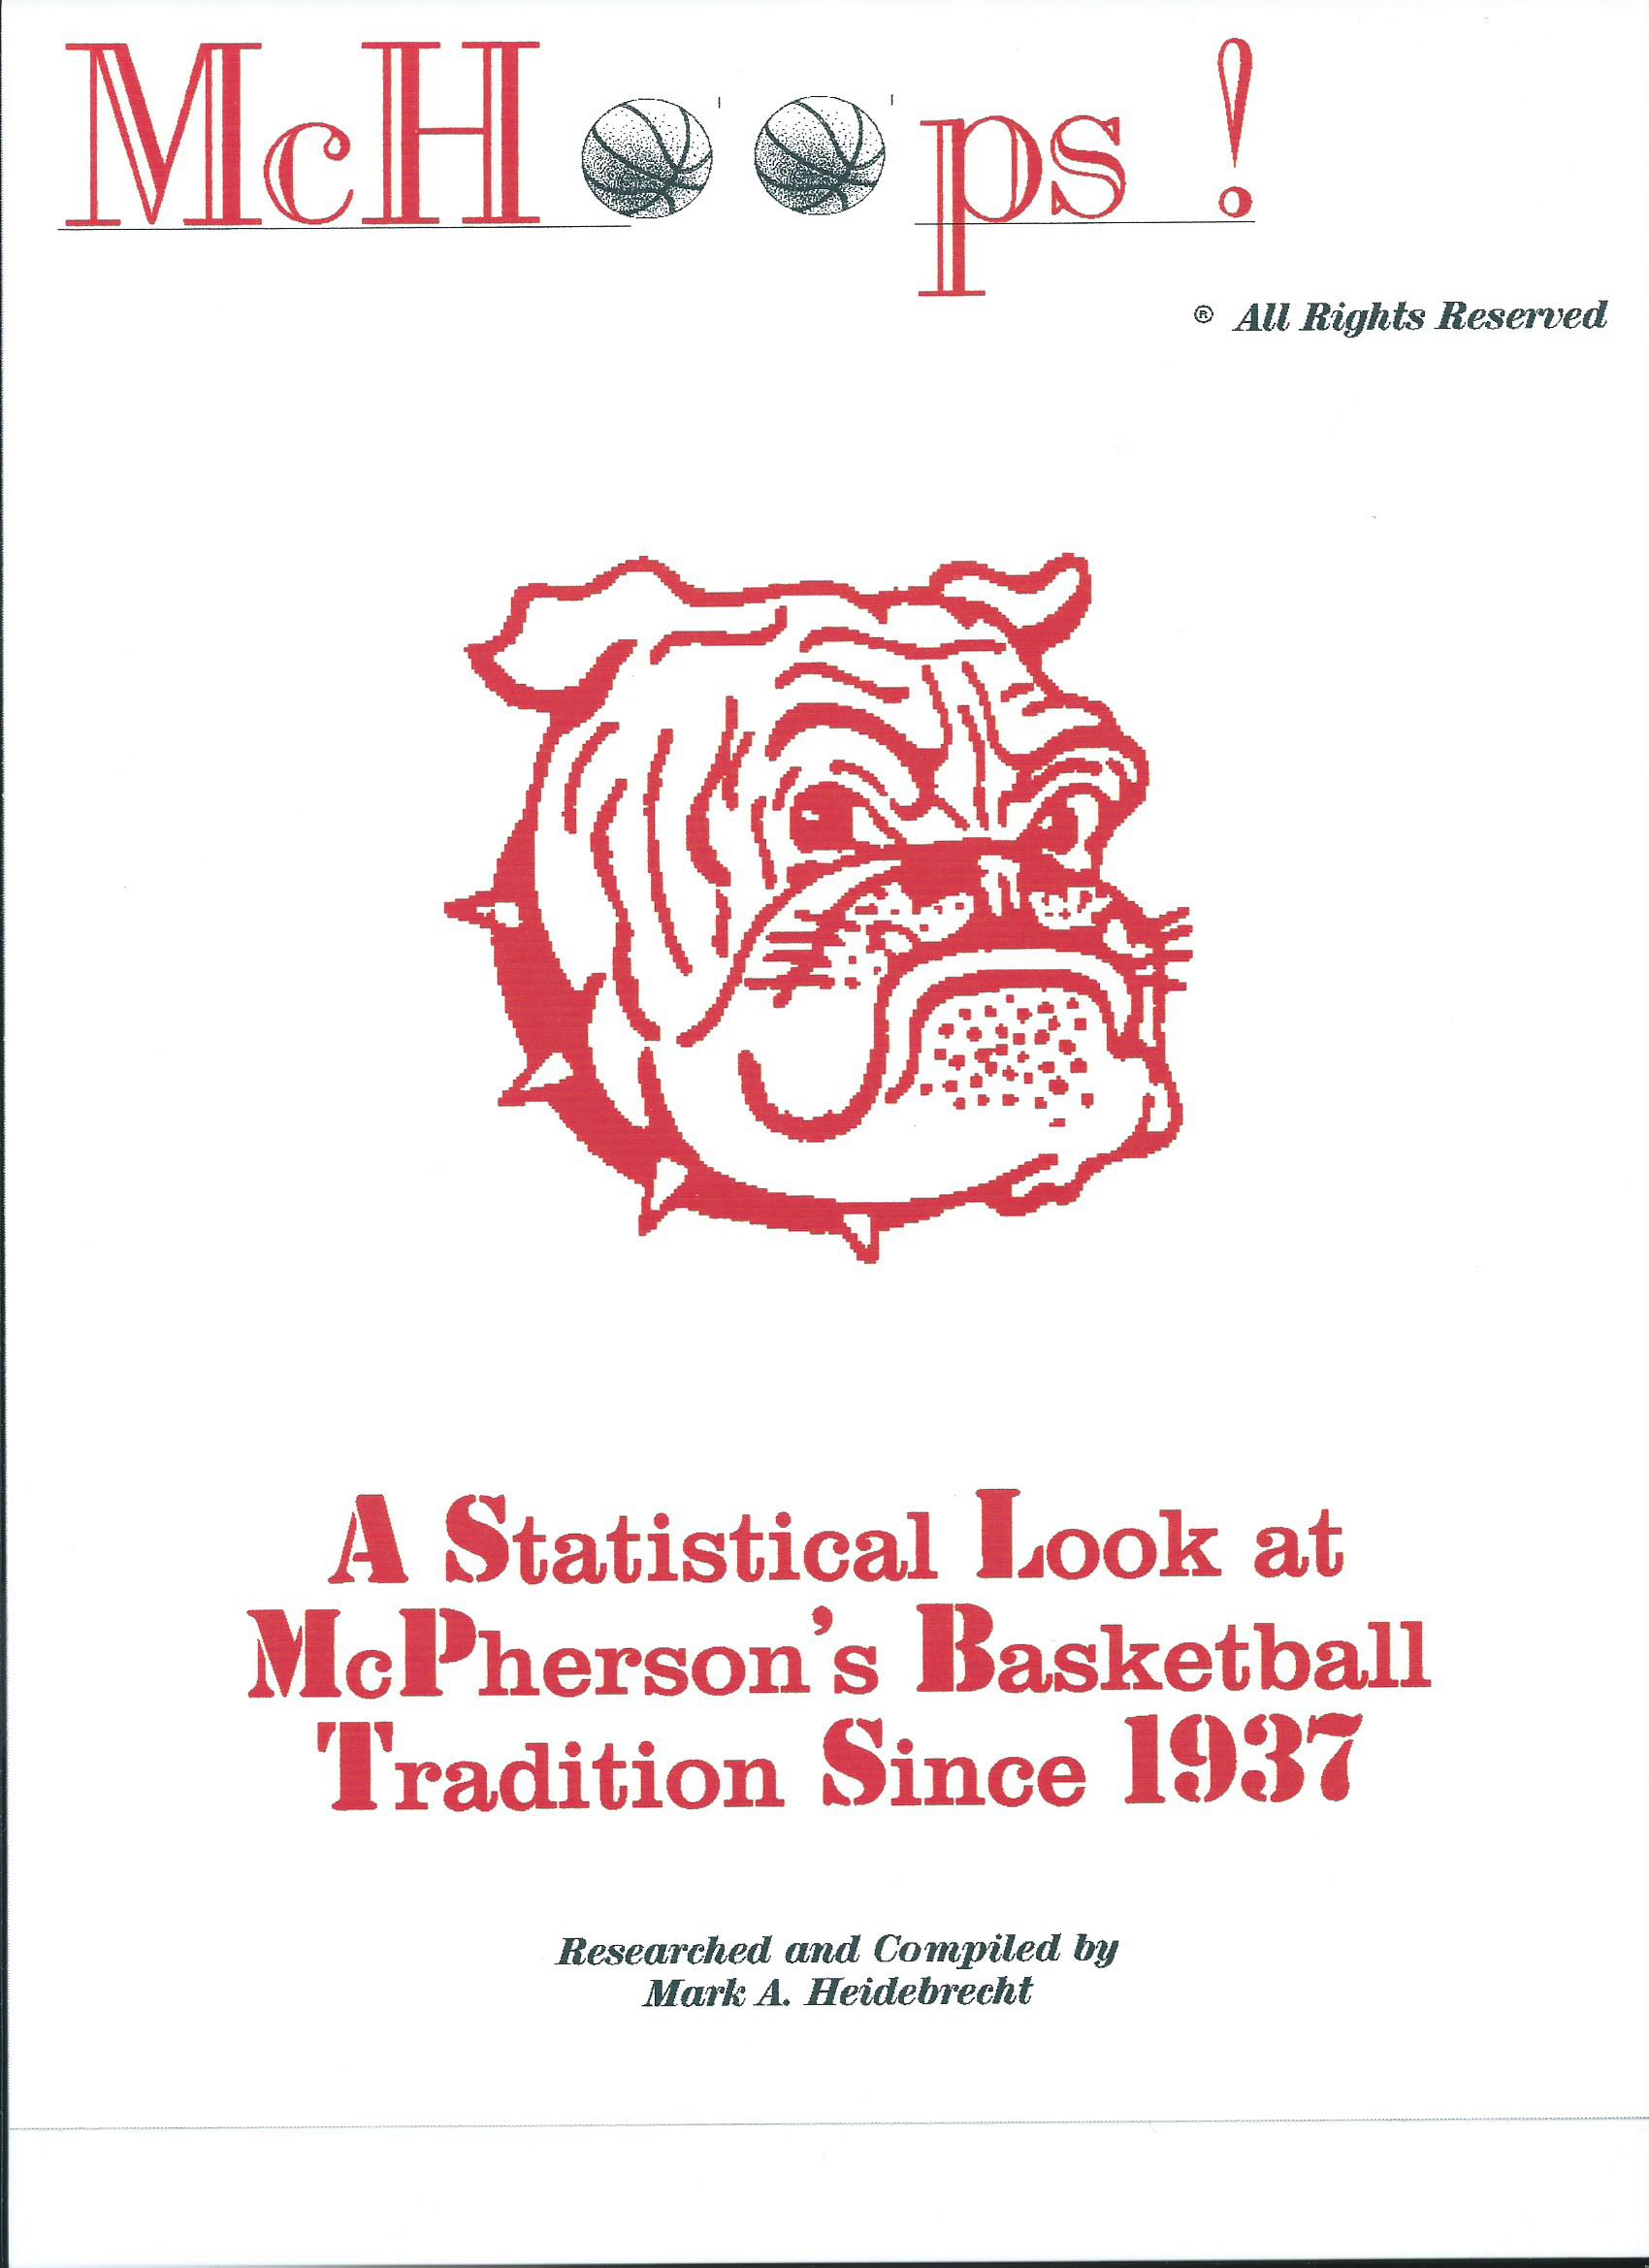 McHoops!
® All Rights Reserved
A Statistical Look at
McPherson's Basketball
Tradition Since 1937
Researched and Compiled by
Mark A. Heidebrecht